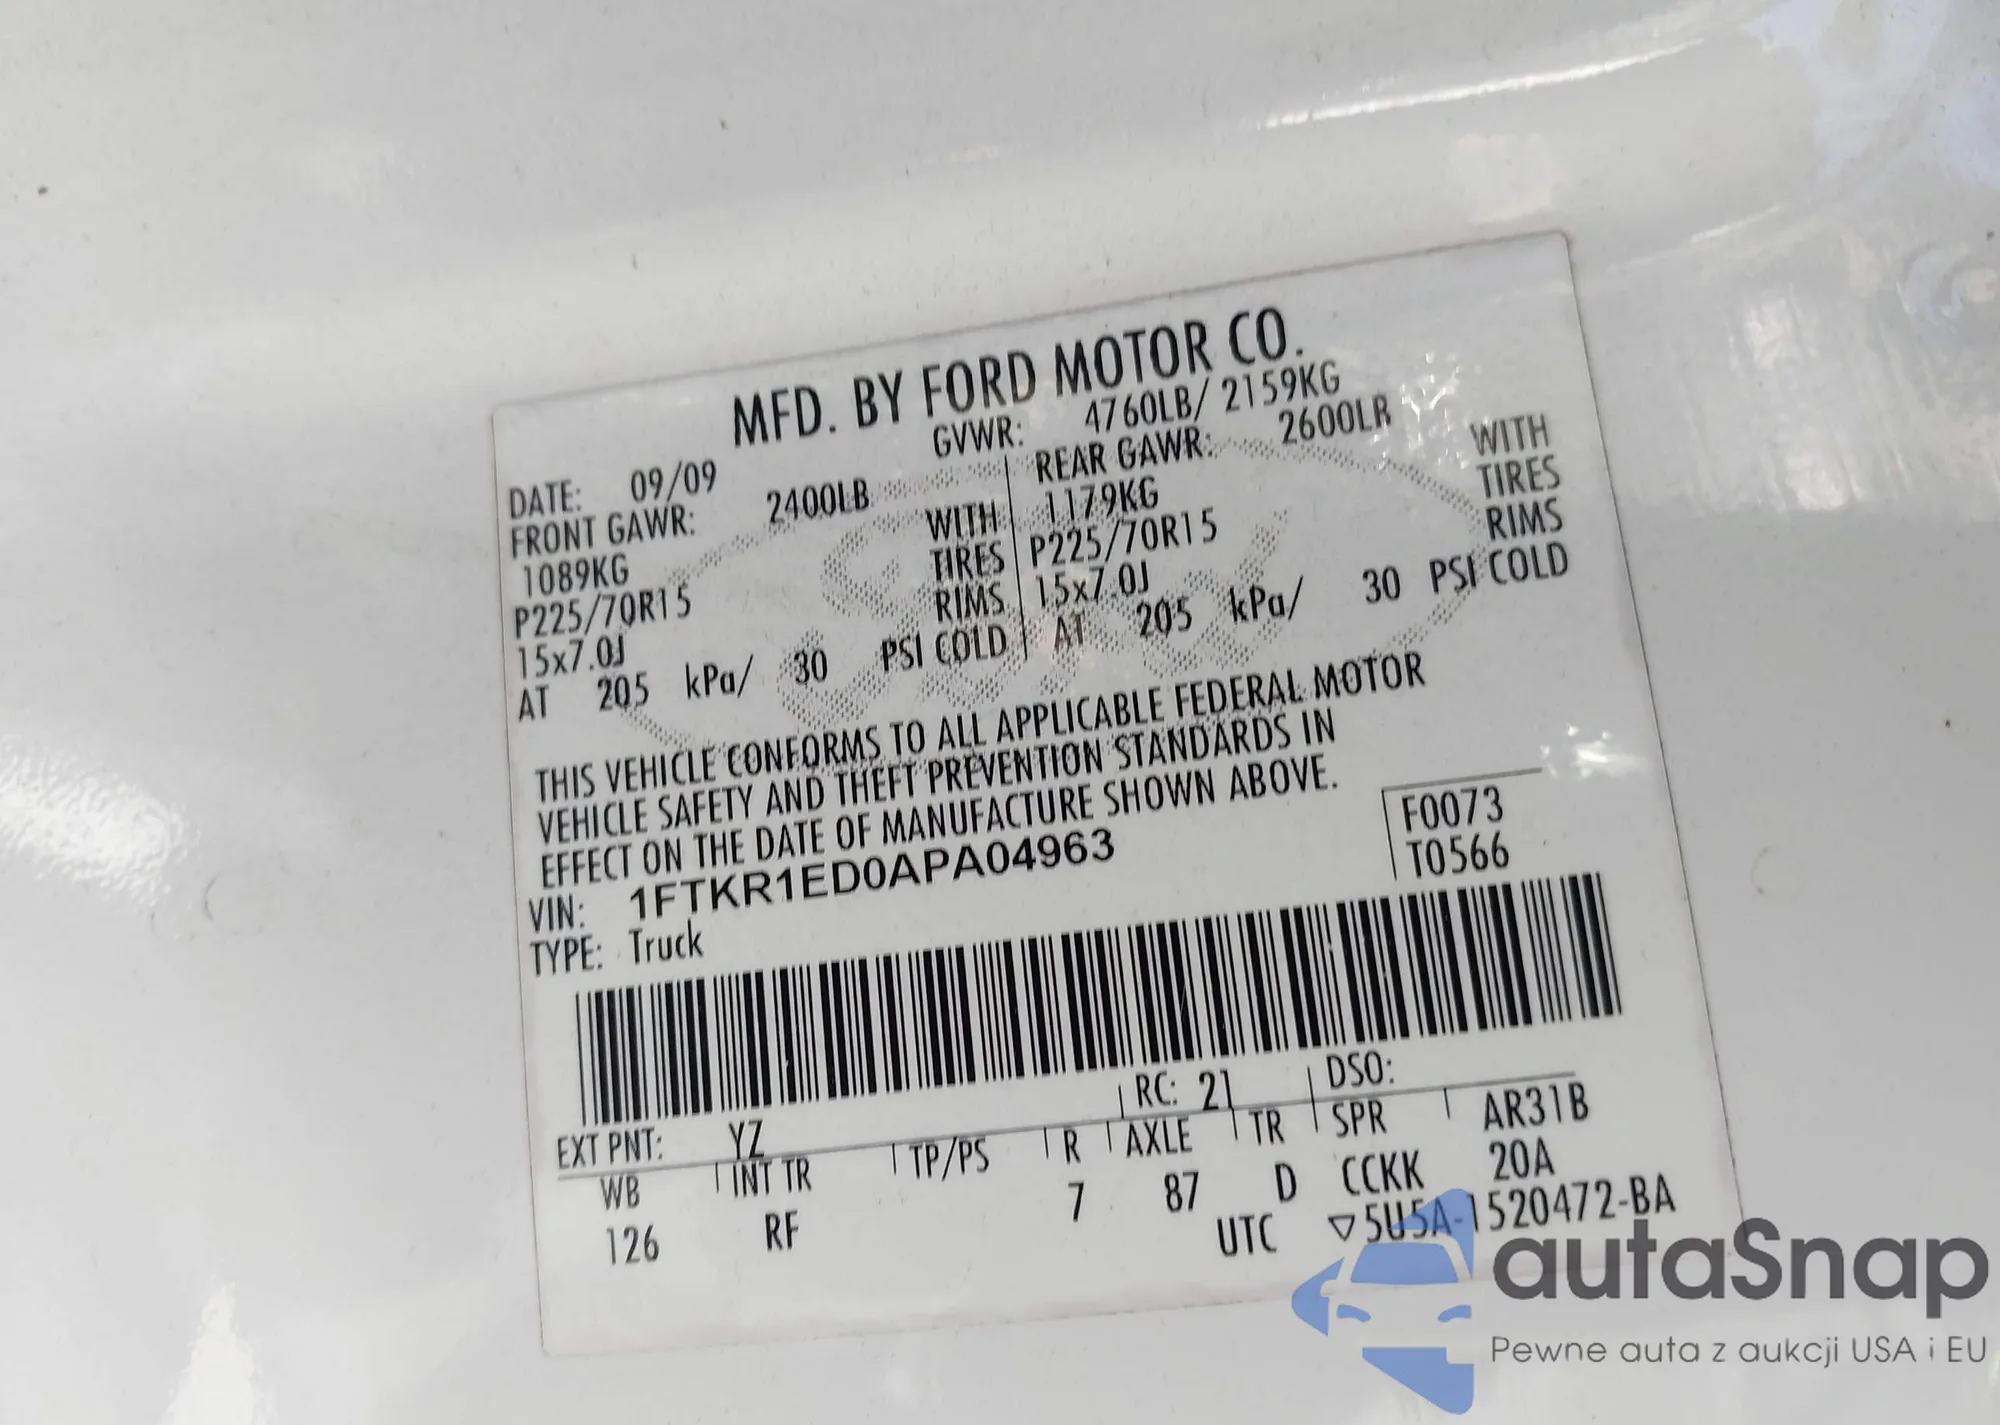 MFD. BY FORD MOTOR CO.
DATE: 09/09 GVWR: 4760LB/ 2159KG
FRONT GAWR: 2400LB REAR GAWR: 2600LB
1089KG WITH 1179KG WITH
P225/70R15 TIRES P225/70R15 TIRES
15x7.0J RIMS 15x7.0J RIMS
AT 205 kPa/ 30 PSI COLD AT 205 kPa/ 30 PSI COLD
THIS VEHICLE CONFORMS TO ALL APPLICABLE FEDERAL MOTOR
VEHICLE SAFETY AND THEFT PREVENTION STANDARDS IN
EFFECT ON THE DATE OF MANUFACTURE SHOWN ABOVE.
VIN: 1FTKR1ED0APA04963 F0073
TYPE: Truck T0566
EXT PNT: YZ RC: 21 DSO:
WB INT TR TP/PS R AXLE TR SPR AR31B
126 RF 7 87 D CCKK 20A
UTC ▽5U5A-1520472-BA
autaSnap
Pewne auta z aukcji USA i EU